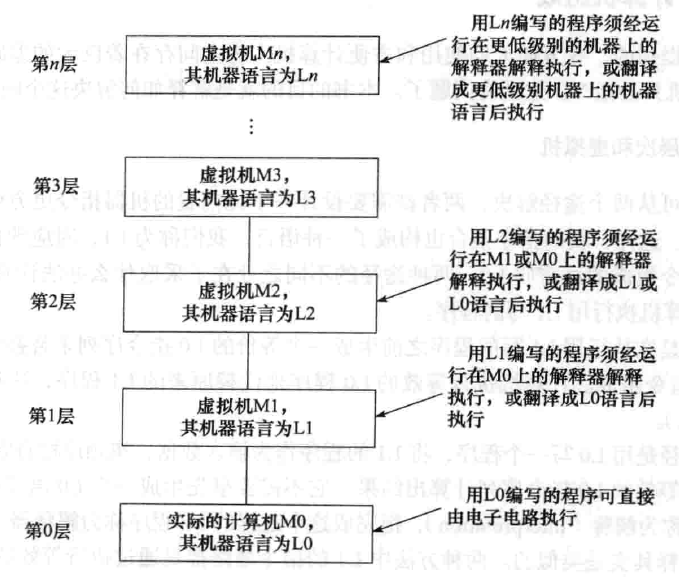 用Ln编写的程序须经运
行在更低级别的机器上的
解释器解释执行，或翻译
成更低级别机器上的机器
语言后执行
第n层
虚拟机Mn，
其机器语言为Ln
⋮
第3层
虚拟机M3，
其机器语言为L3
用L2编写的程序须经运
行在M1或M0上的解释器
解释执行，或翻译成L1或
L0语言后执行
第2层
虚拟机M2，
其机器语言为L2
用L1编写的程序须经运
行在M0上的解释器解释
执行，或翻译成L0语言后
执行
第1层
虚拟机M1，
其机器语言为L1
用L0编写的程序可直接
由电子电路执行
第0层
实际的计算机M0，
其机器语言为L0